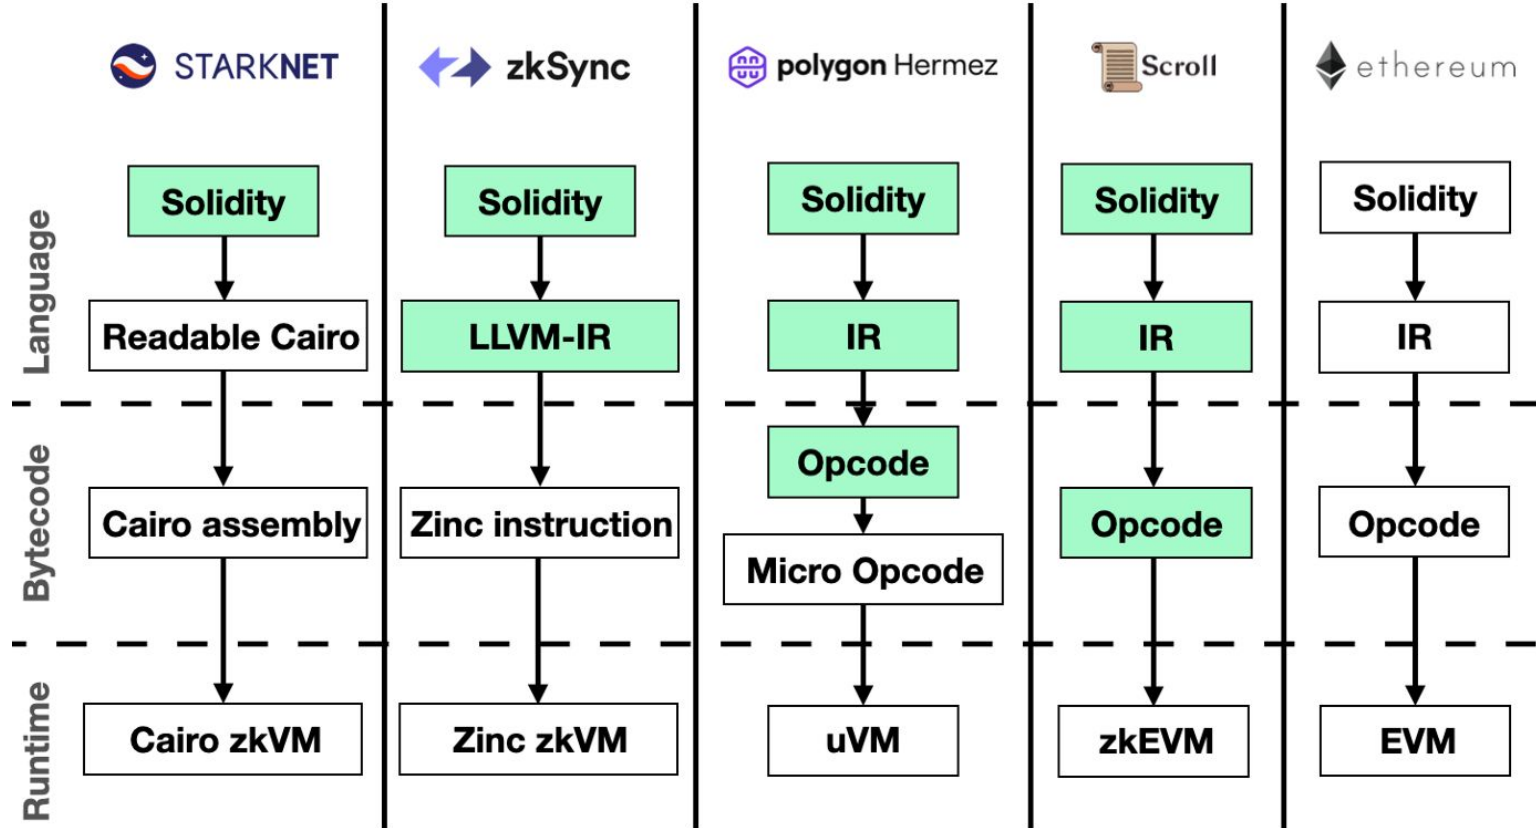 STARKNET
zkSync
polygon Hermez
Scroll
ethereum
Language
Solidity
Solidity
Solidity
Solidity
Solidity
Readable Cairo
LLVM-IR
IR
IR
IR
Bytecode
Opcode
Cairo assembly
Zinc instruction
Opcode
Opcode
Micro Opcode
Runtime
Cairo zkVM
Zinc zkVM
uVM
zkEVM
EVM